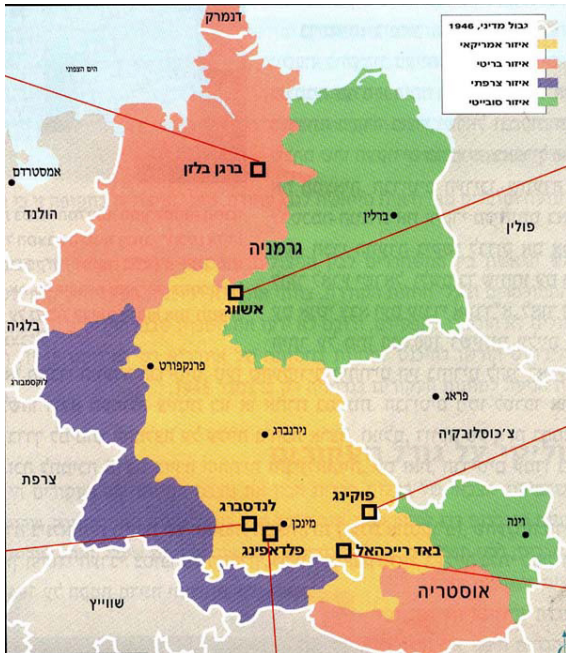 דנמרק
גבול מדיני, 1946
איזור אמריקאי
איזור בריטי
איזור צרפתי
איזור סובייטי
הים הצפוני
ברגן בלזן
אמסטרדם
הולנד
ברלין
פולין
גרמניה
אשווג
בלגיה
פרנקפורט
לוקסמבורג
פראג
נירנברג
צ'כוסלובקיה
צרפת
פוקינג
לנדסברג
מינכן
וינה
פלדאפינג
באד רייכהאל
אוסטריה
שווייץ